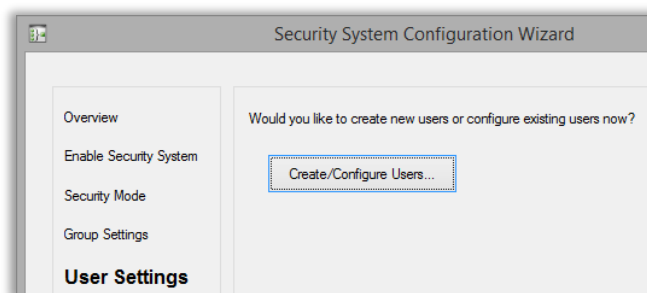 Security System Configuration Wizard
Overview
Enable Security System
Security Mode
Group Settings
User Settings
Would you like to create new users or configure existing users now?
Create/Configure Users...